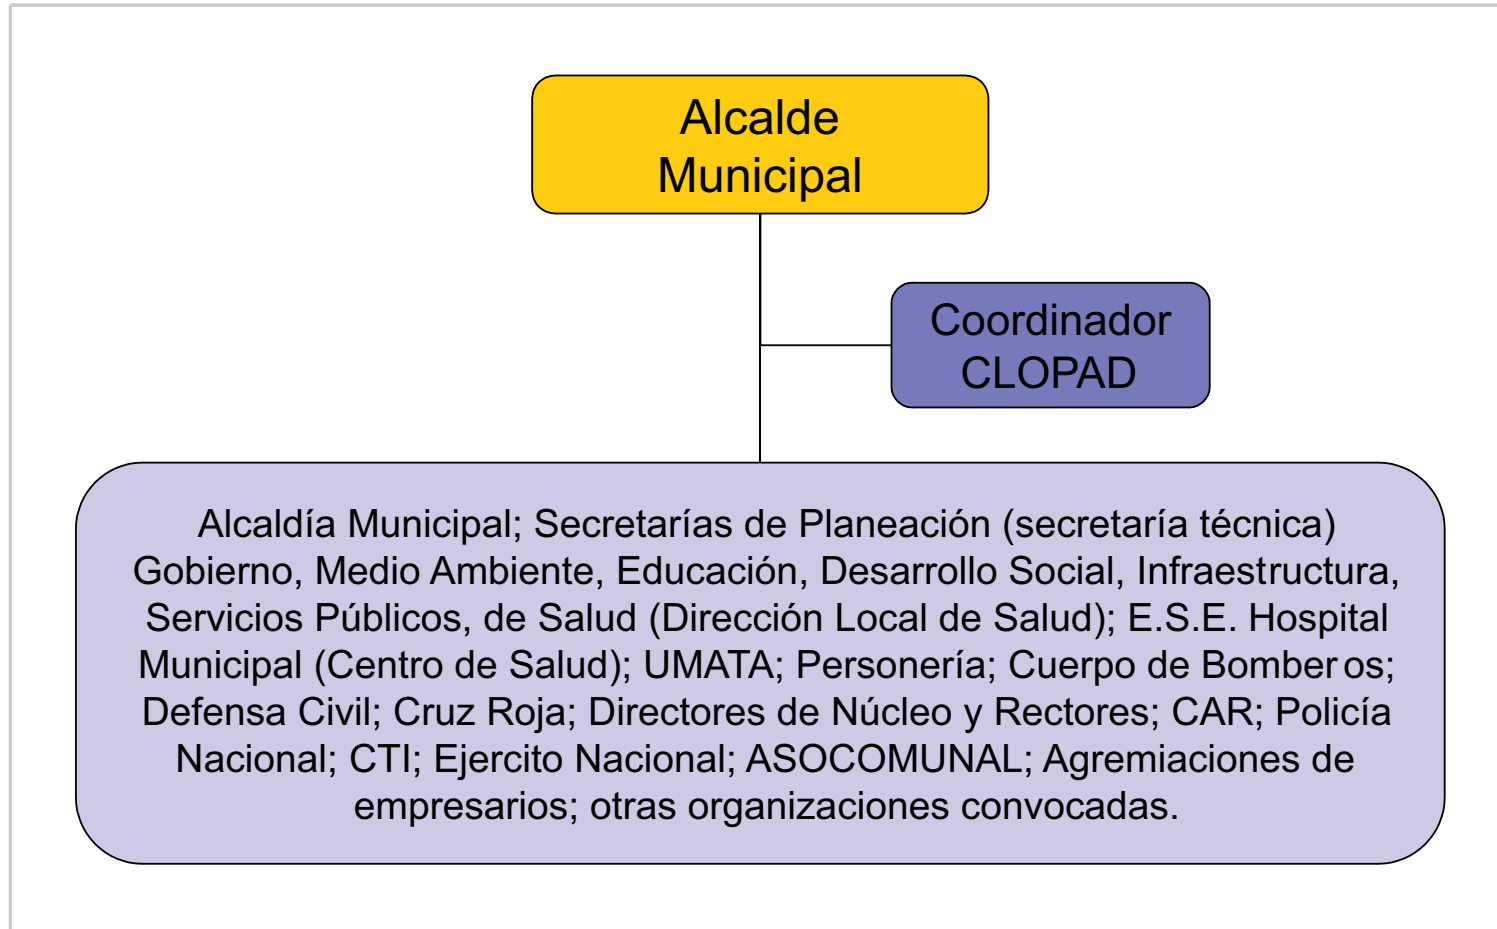 Alcalde
Municipal
Coordinador
CLOPAD
Alcaldía Municipal; Secretarías de Planeación (secretaría técnica)
Gobierno, Medio Ambiente, Educación, Desarrollo Social, Infraestructura,
Servicios Públicos, de Salud (Dirección Local de Salud); E.S.E. Hospital
Municipal (Centro de Salud); UMATA; Personería; Cuerpo de Bomberos;
Defensa Civil; Cruz Roja; Directores de Núcleo y Rectores; CAR; Policía
Nacional; CTI; Ejercito Nacional; ASOCOMUNAL; Agremiaciones de
empresarios; otras organizaciones convocadas.